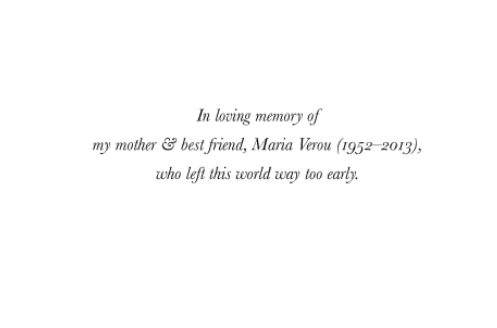 In loving memory of
my mother & best friend, Maria Verou (1952–2013),
who left this world way too early.